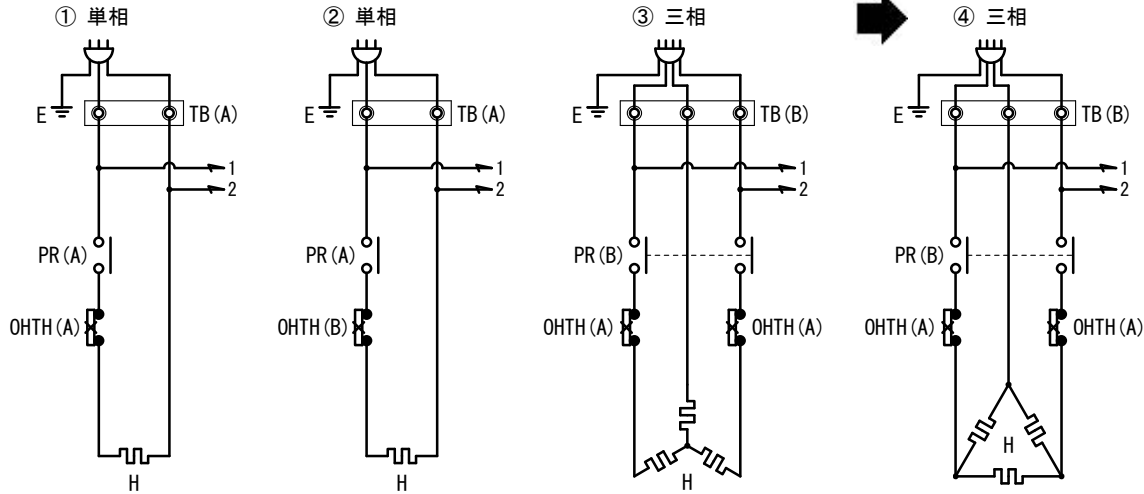 ① 単相
② 単相
③ 三相
④ 三相
E
TB(A)
E
TB(A)
E
TB(B)
E
TB(B)
1
1
1
1
2
2
2
2
PR(A)
PR(A)
PR(B)
PR(B)
OHTH(A)
OHTH(B)
OHTH(A)
OHTH(A)
OHTH(A)
OHTH(A)
H
H
H
H